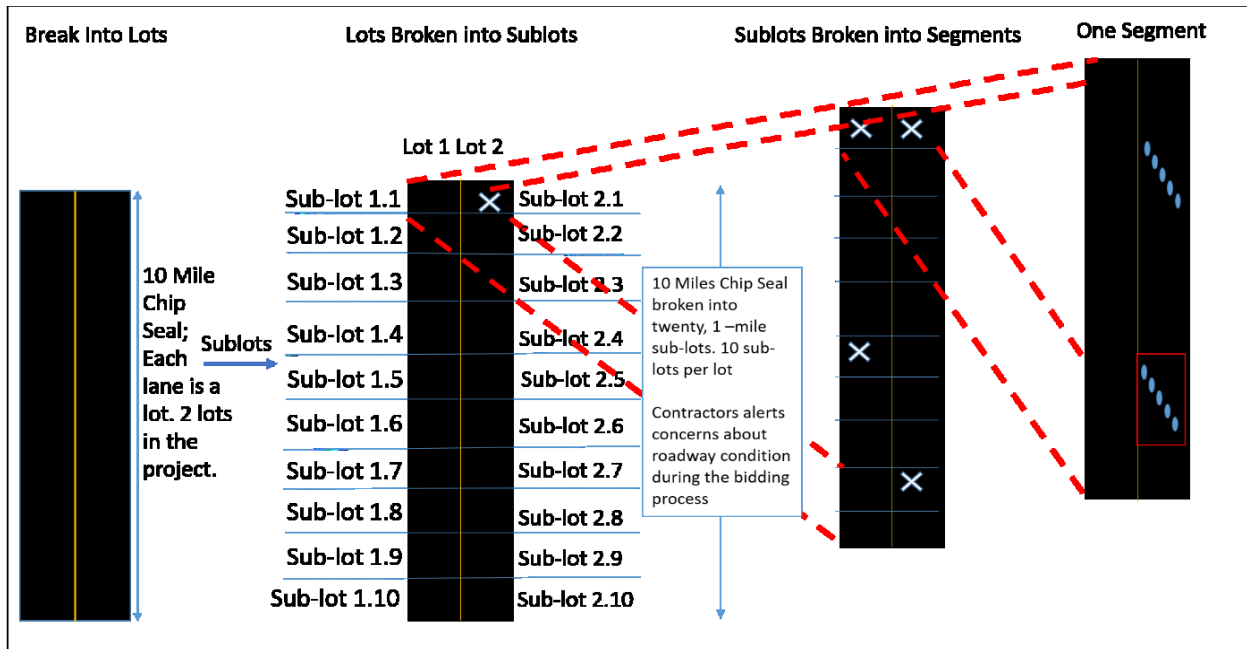 Break Into Lots
Lots Broken into Sublots
Sublots Broken into Segments
One Segment
10 Mile
Chip
Seal;
Each
lane is a
lot. 2 lots
in the
project.
Sublots
Lot 1 Lot 2
Sub-lot 1.1
Sub-lot 1.2
Sub-lot 1.3
Sub-lot 1.4
Sub-lot 1.5
Sub-lot 1.6
Sub-lot 1.7
Sub-lot 1.8
Sub-lot 1.9
Sub-lot 1.10
Sub-lot 2.1
Sub-lot 2.2
Sub-lot 2.3
Sub-lot 2.4
Sub-lot 2.5
Sub-lot 2.6
Sub-lot 2.7
Sub-lot 2.8
Sub-lot 2.9
Sub-lot 2.10
10 Miles Chip Seal
broken into
twenty, 1 –mile
sub-lots. 10 sub-
lots per lot
Contractors alerts
concerns about
roadway condition
during the bidding
process